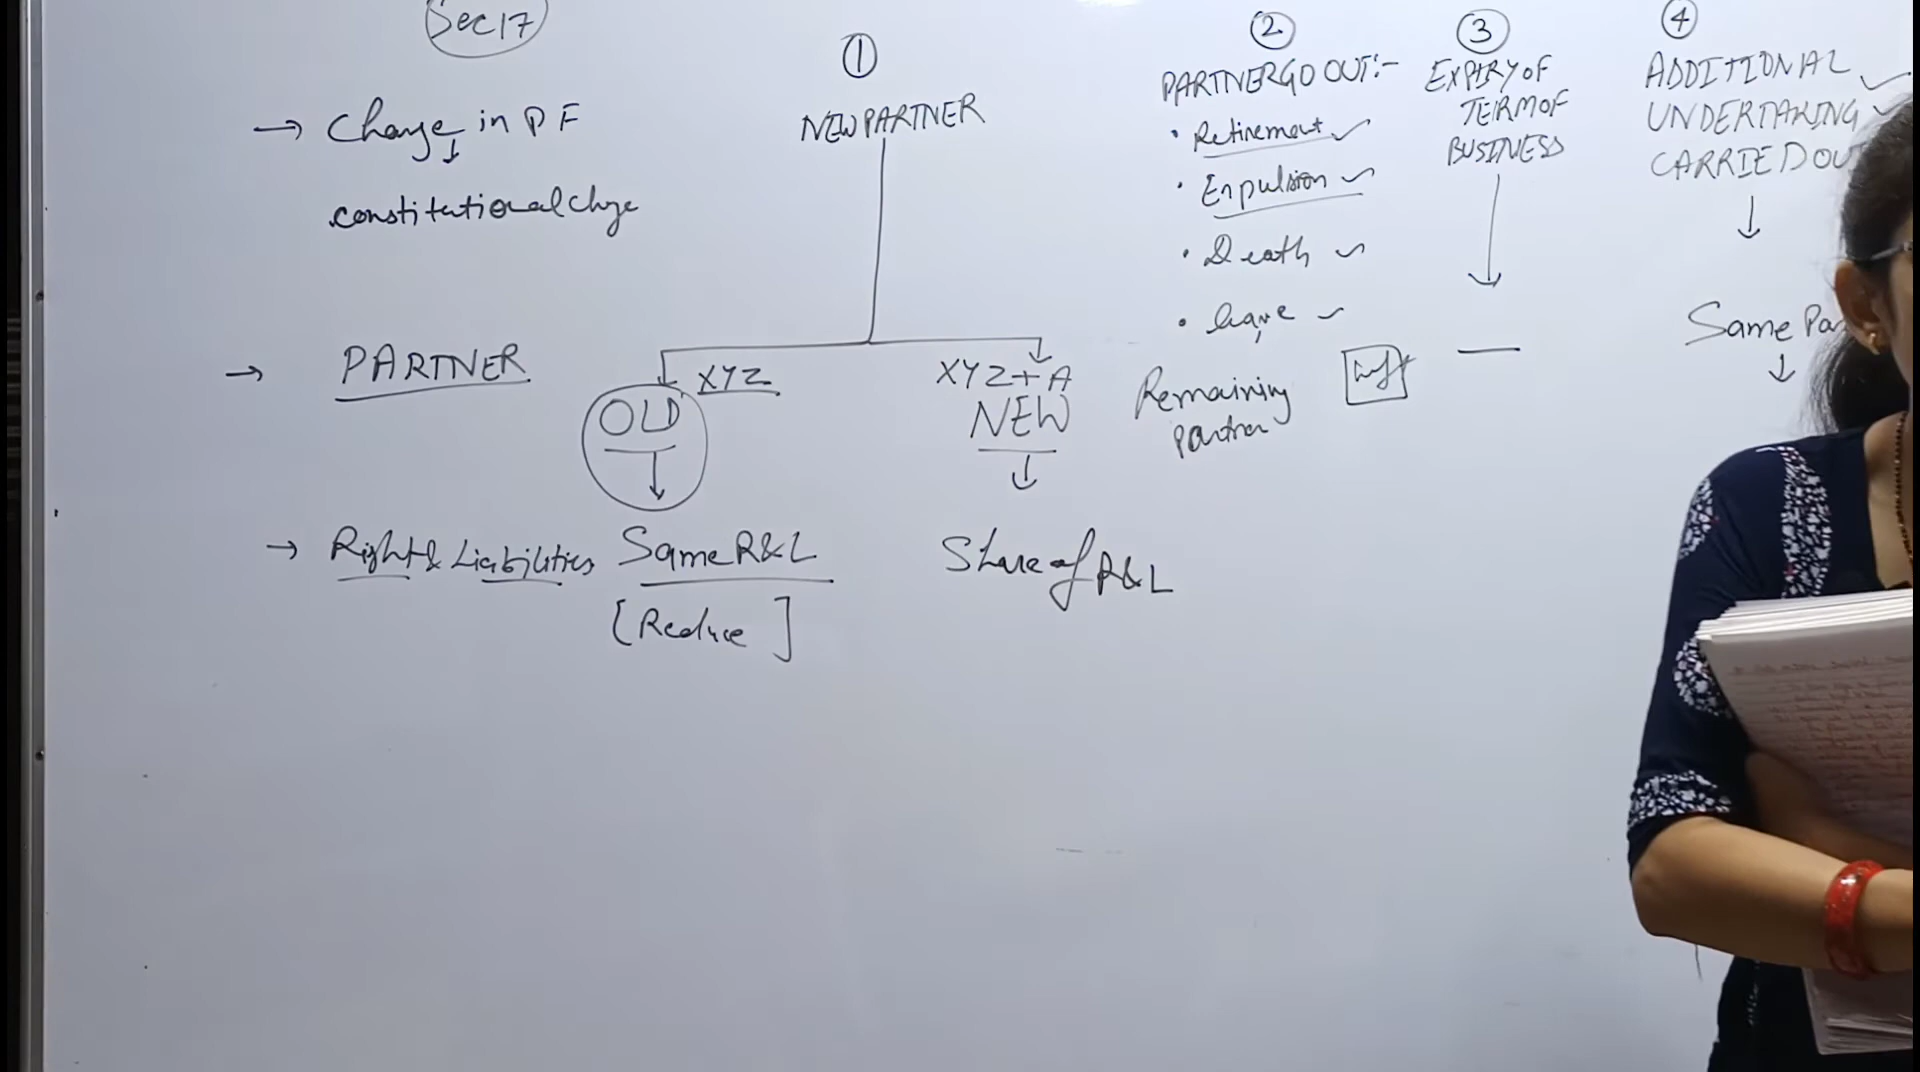 Sec 17
→ Change in PF
constitutional chge
→ PARTNER
→ Right & Liabilities
①
NEW PARTNER
XYZ
OLD
Same R&L
[Reduce]
XYZ + A
NEW
Share of R&L
②
PARTNER GO OUT:-
• Retirement ✓
• Expulsion ✓
• Death ✓
Remaining
Partner
③
EXPIRY OF
TERM OF
BUSINESS
—
④
ADDITIONAL ✓
UNDERTAKING ✓
CARRIED OU
Same Pa